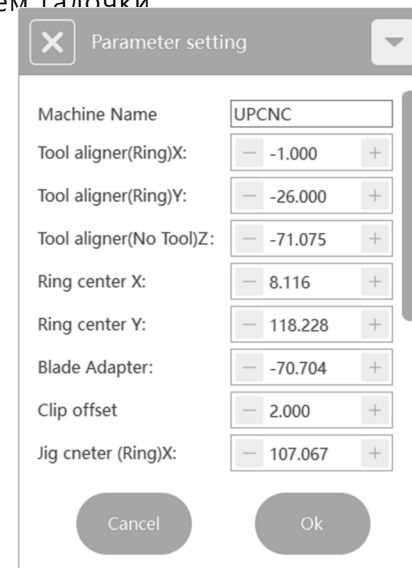 Parameter setting
Machine Name UPCNC
Tool aligner(Ring)X: − -1.000 +
Tool aligner(Ring)Y: − -26.000 +
Tool aligner(No Tool)Z: − -71.075 +
Ring center X: − 8.116 +
Ring center Y: − 118.228 +
Blade Adapter: − -70.704 +
Clip offset − 2.000 +
Jig cneter (Ring)X: − 107.067 +
Cancel Ok